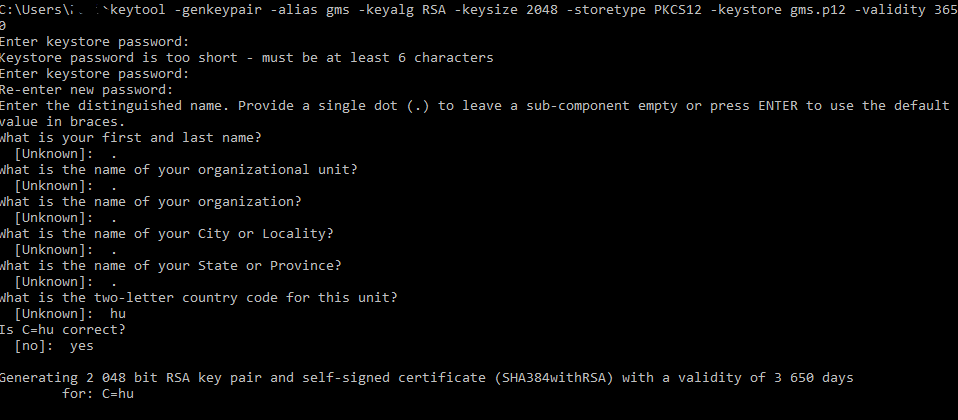 C:\Users\ keytool -genkeypair -alias gms -keyalg RSA -keysize 2048 -storetype PKCS12 -keystore gms.p12 -validity 365
0
Enter keystore password:
Keystore password is too short - must be at least 6 characters
Enter keystore password:
Re-enter new password:
Enter the distinguished name. Provide a single dot (.) to leave a sub-component empty or press ENTER to use the default
value in braces.
What is your first and last name?
[Unknown]: .
What is the name of your organizational unit?
[Unknown]: .
What is the name of your organization?
[Unknown]: .
What is the name of your City or Locality?
[Unknown]: .
What is the name of your State or Province?
[Unknown]: .
What is the two-letter country code for this unit?
[Unknown]: hu
Is C=hu correct?
[no]: yes
Generating 2 048 bit RSA key pair and self-signed certificate (SHA384withRSA) with a validity of 3 650 days
for: C=hu